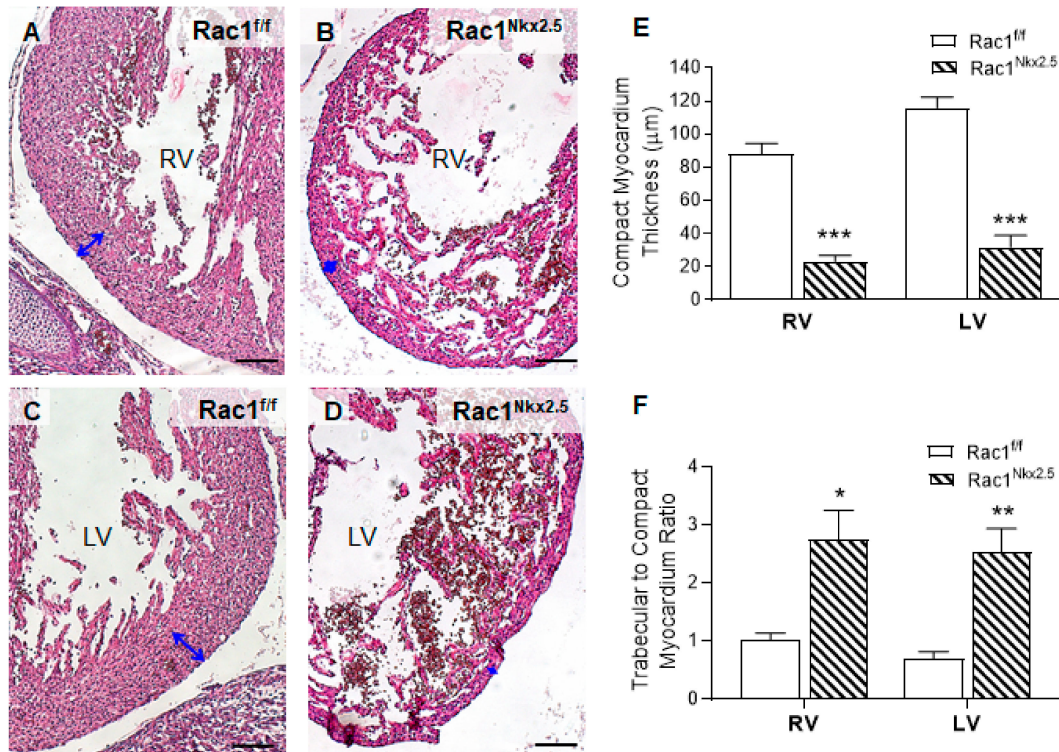 A Rac1f/f
RV
B Rac1Nkx2.5
RV
C Rac1f/f
LV
D Rac1Nkx2.5
LV
E
Rac1f/f
Rac1Nkx2.5
Compact Myocardium
Thickness (μm)
140
120
100
80
60
40
20
0
***
***
RV LV
F
Rac1f/f
Rac1Nkx2.5
Trabecular to Compact
Myocardium Ratio
4
3
2
1
0
*
**
RV LV